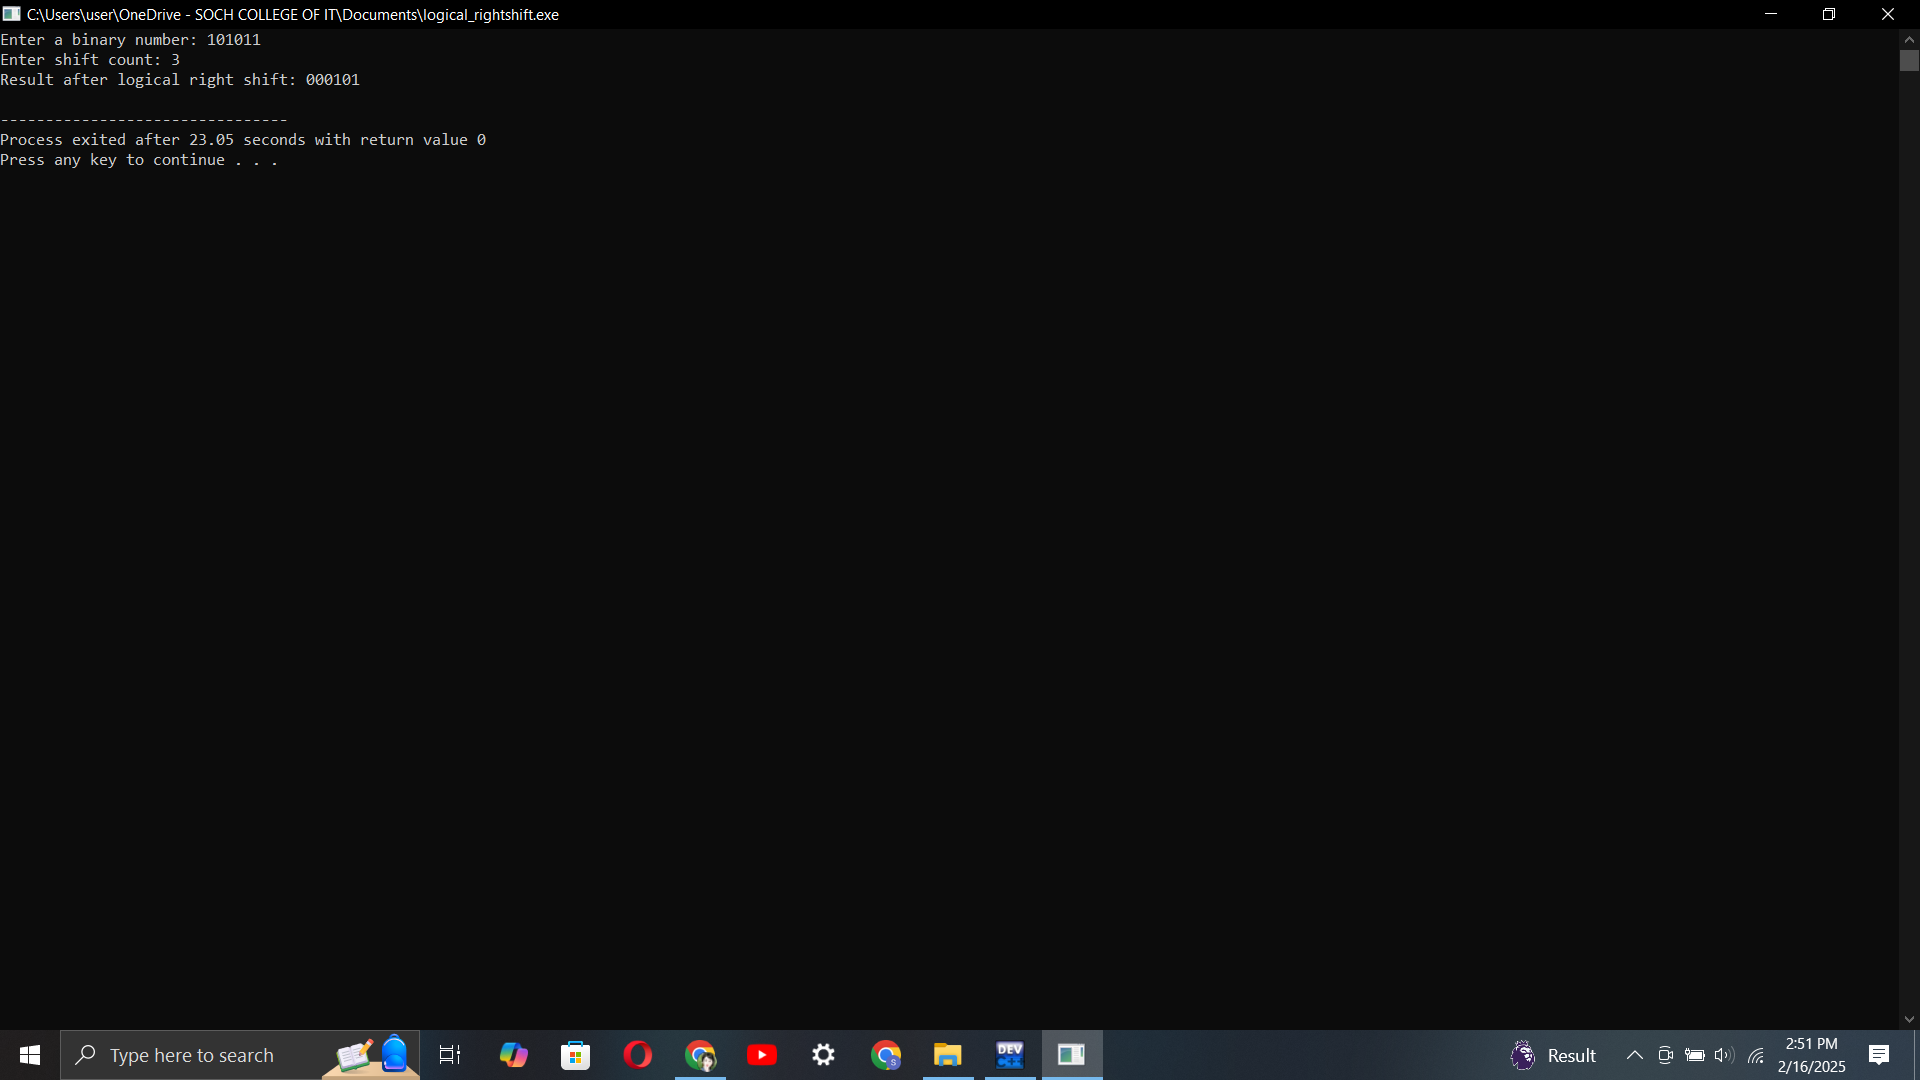 C:\Users\user\OneDrive - SOCH COLLEGE OF IT\Documents\logical_rightshift.exe
Enter a binary number: 101011
Enter shift count: 3
Result after logical right shift: 000101
--------------------------------
Process exited after 23.05 seconds with return value 0
Press any key to continue . . .
Type here to search
DEV
C++
S
Result
2:51 PM
2/16/2025